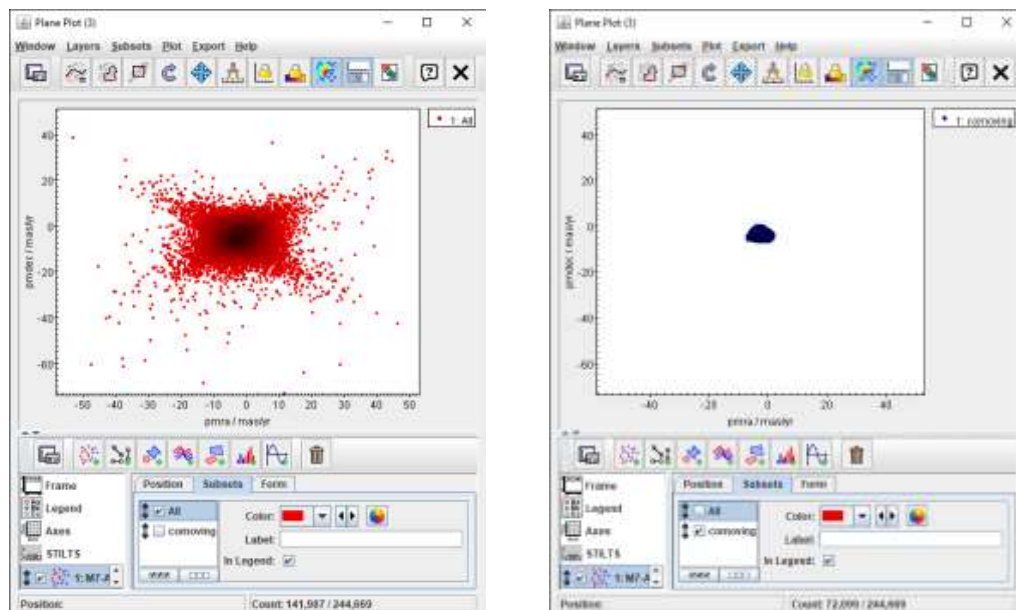 Plane Plot (3)
Window Layers Subsets Plot Export Help
1: All
40
20
0
-20
-40
-60
pmdec / mas/yr
-50 -40 -30 -20 -10 0 10 20 30 40 50
pmra / mas/yr
Frame
Legend
Axes
STILTS
1: M7-A
Position Subsets Form
All
comoving
Color:
Label:
In Legend:
Position:
Count: 141,987 / 244,669
Plane Plot (3)
Window Layers Subsets Plot Export Help
1: comoving
40
20
0
-20
-40
-60
pmdec / mas/yr
-40 -20 0 20 40
pmra / mas/yr
Frame
Legend
Axes
STILTS
1: M7-A
Position Subsets Form
All
comoving
Color:
Label:
In Legend:
Position: